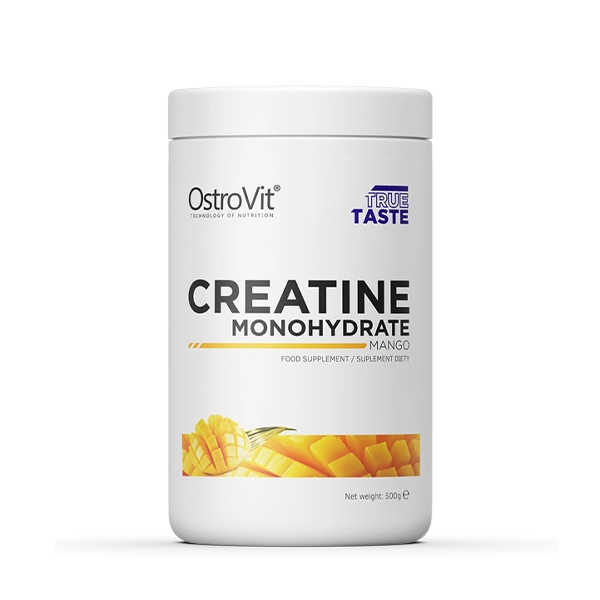 OstroVit®
TECHNOLOGY OF NUTRITION
TRUE
TASTE
CREATINE
MONOHYDRATE
MANGO
FOOD SUPPLEMENT / SUPLEMENT DIETY
Net weight: 500g ℮